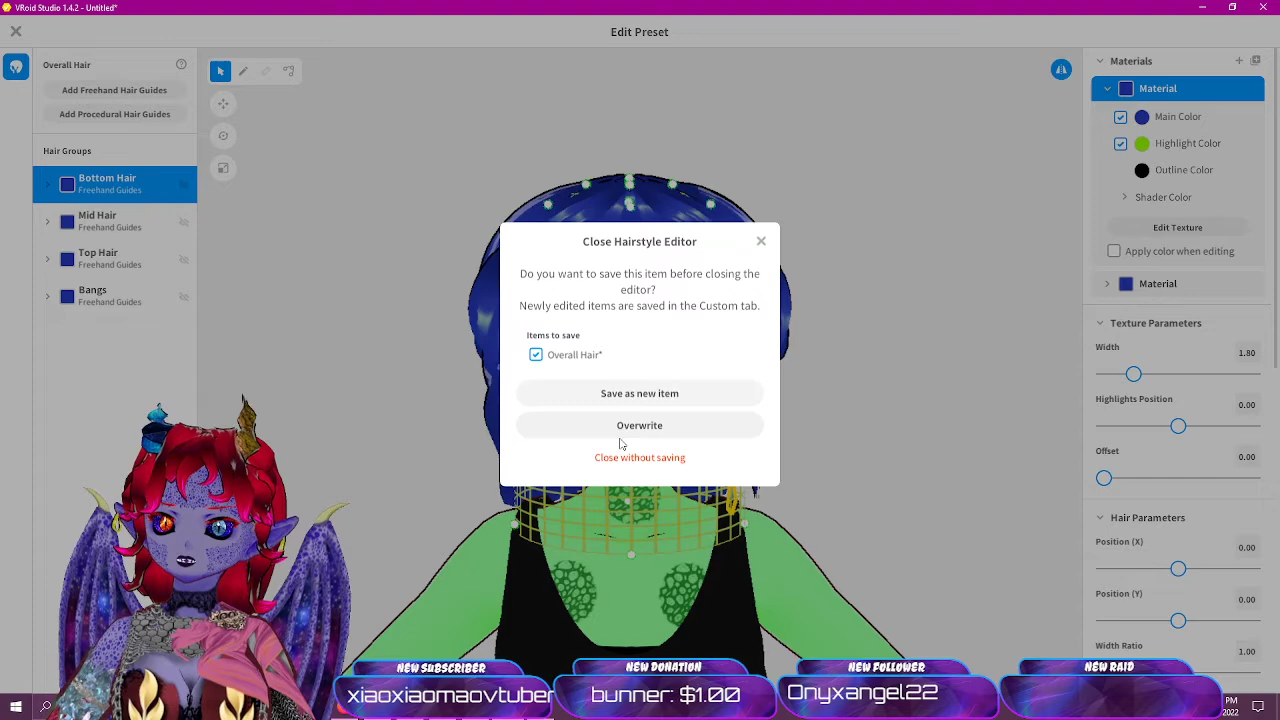 VRoid Studio 1.4.2 - Untitled*
Edit Preset
Overall Hair
Add Freehand Hair Guides
Add Procedural Hair Guides
Hair Groups
Bottom Hair
Freehand Guides
Mid Hair
Freehand Guides
Top Hair
Freehand Guides
Bangs
Freehand Guides
Close Hairstyle Editor
Do you want to save this item before closing the
editor?
Newly edited items are saved in the Custom tab.
Items to save
Overall Hair*
Save as new item
Overwrite
Close without saving
Materials
Material
Main Color
Highlight Color
Outline Color
Shader Color
Edit Texture
Apply color when editing
Material
Texture Parameters
Width
1.80
Highlights Position
0.00
Offset
0.00
Hair Parameters
Position (X)
0.00
Position (Y)
0.00
Width Ratio
1.00
NEW SUBSCRIBER
xiaoxiaomaovtuber
NEW DONATION
bunner: $1.00
NEW FOLLOWER
Onyxangel22
NEW RAID
PM